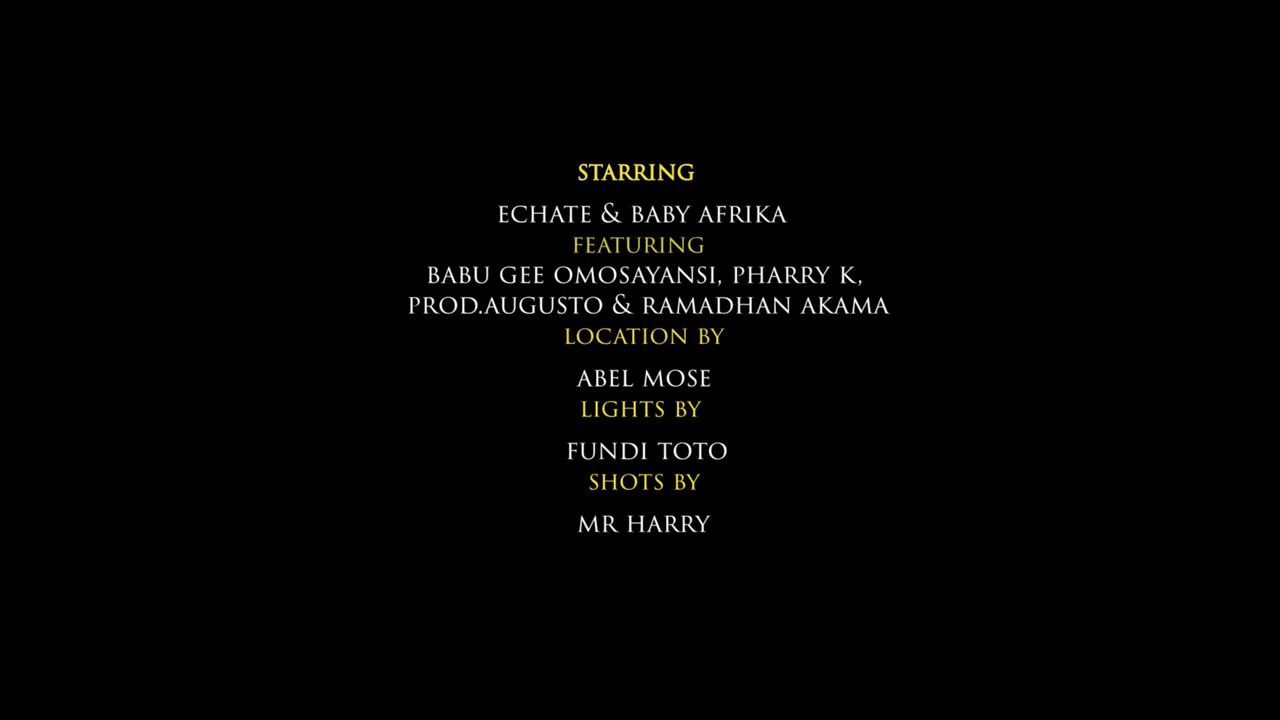 STARRING
ECHATE & BABY AFRIKA
FEATURING
BABU GEE OMOSAYANSI, PHARRY K,
PROD.AUGUSTO & RAMADHAN AKAMA
LOCATION BY
ABEL MOSE
LIGHTS BY
FUNDI TOTO
SHOTS BY
MR HARRY